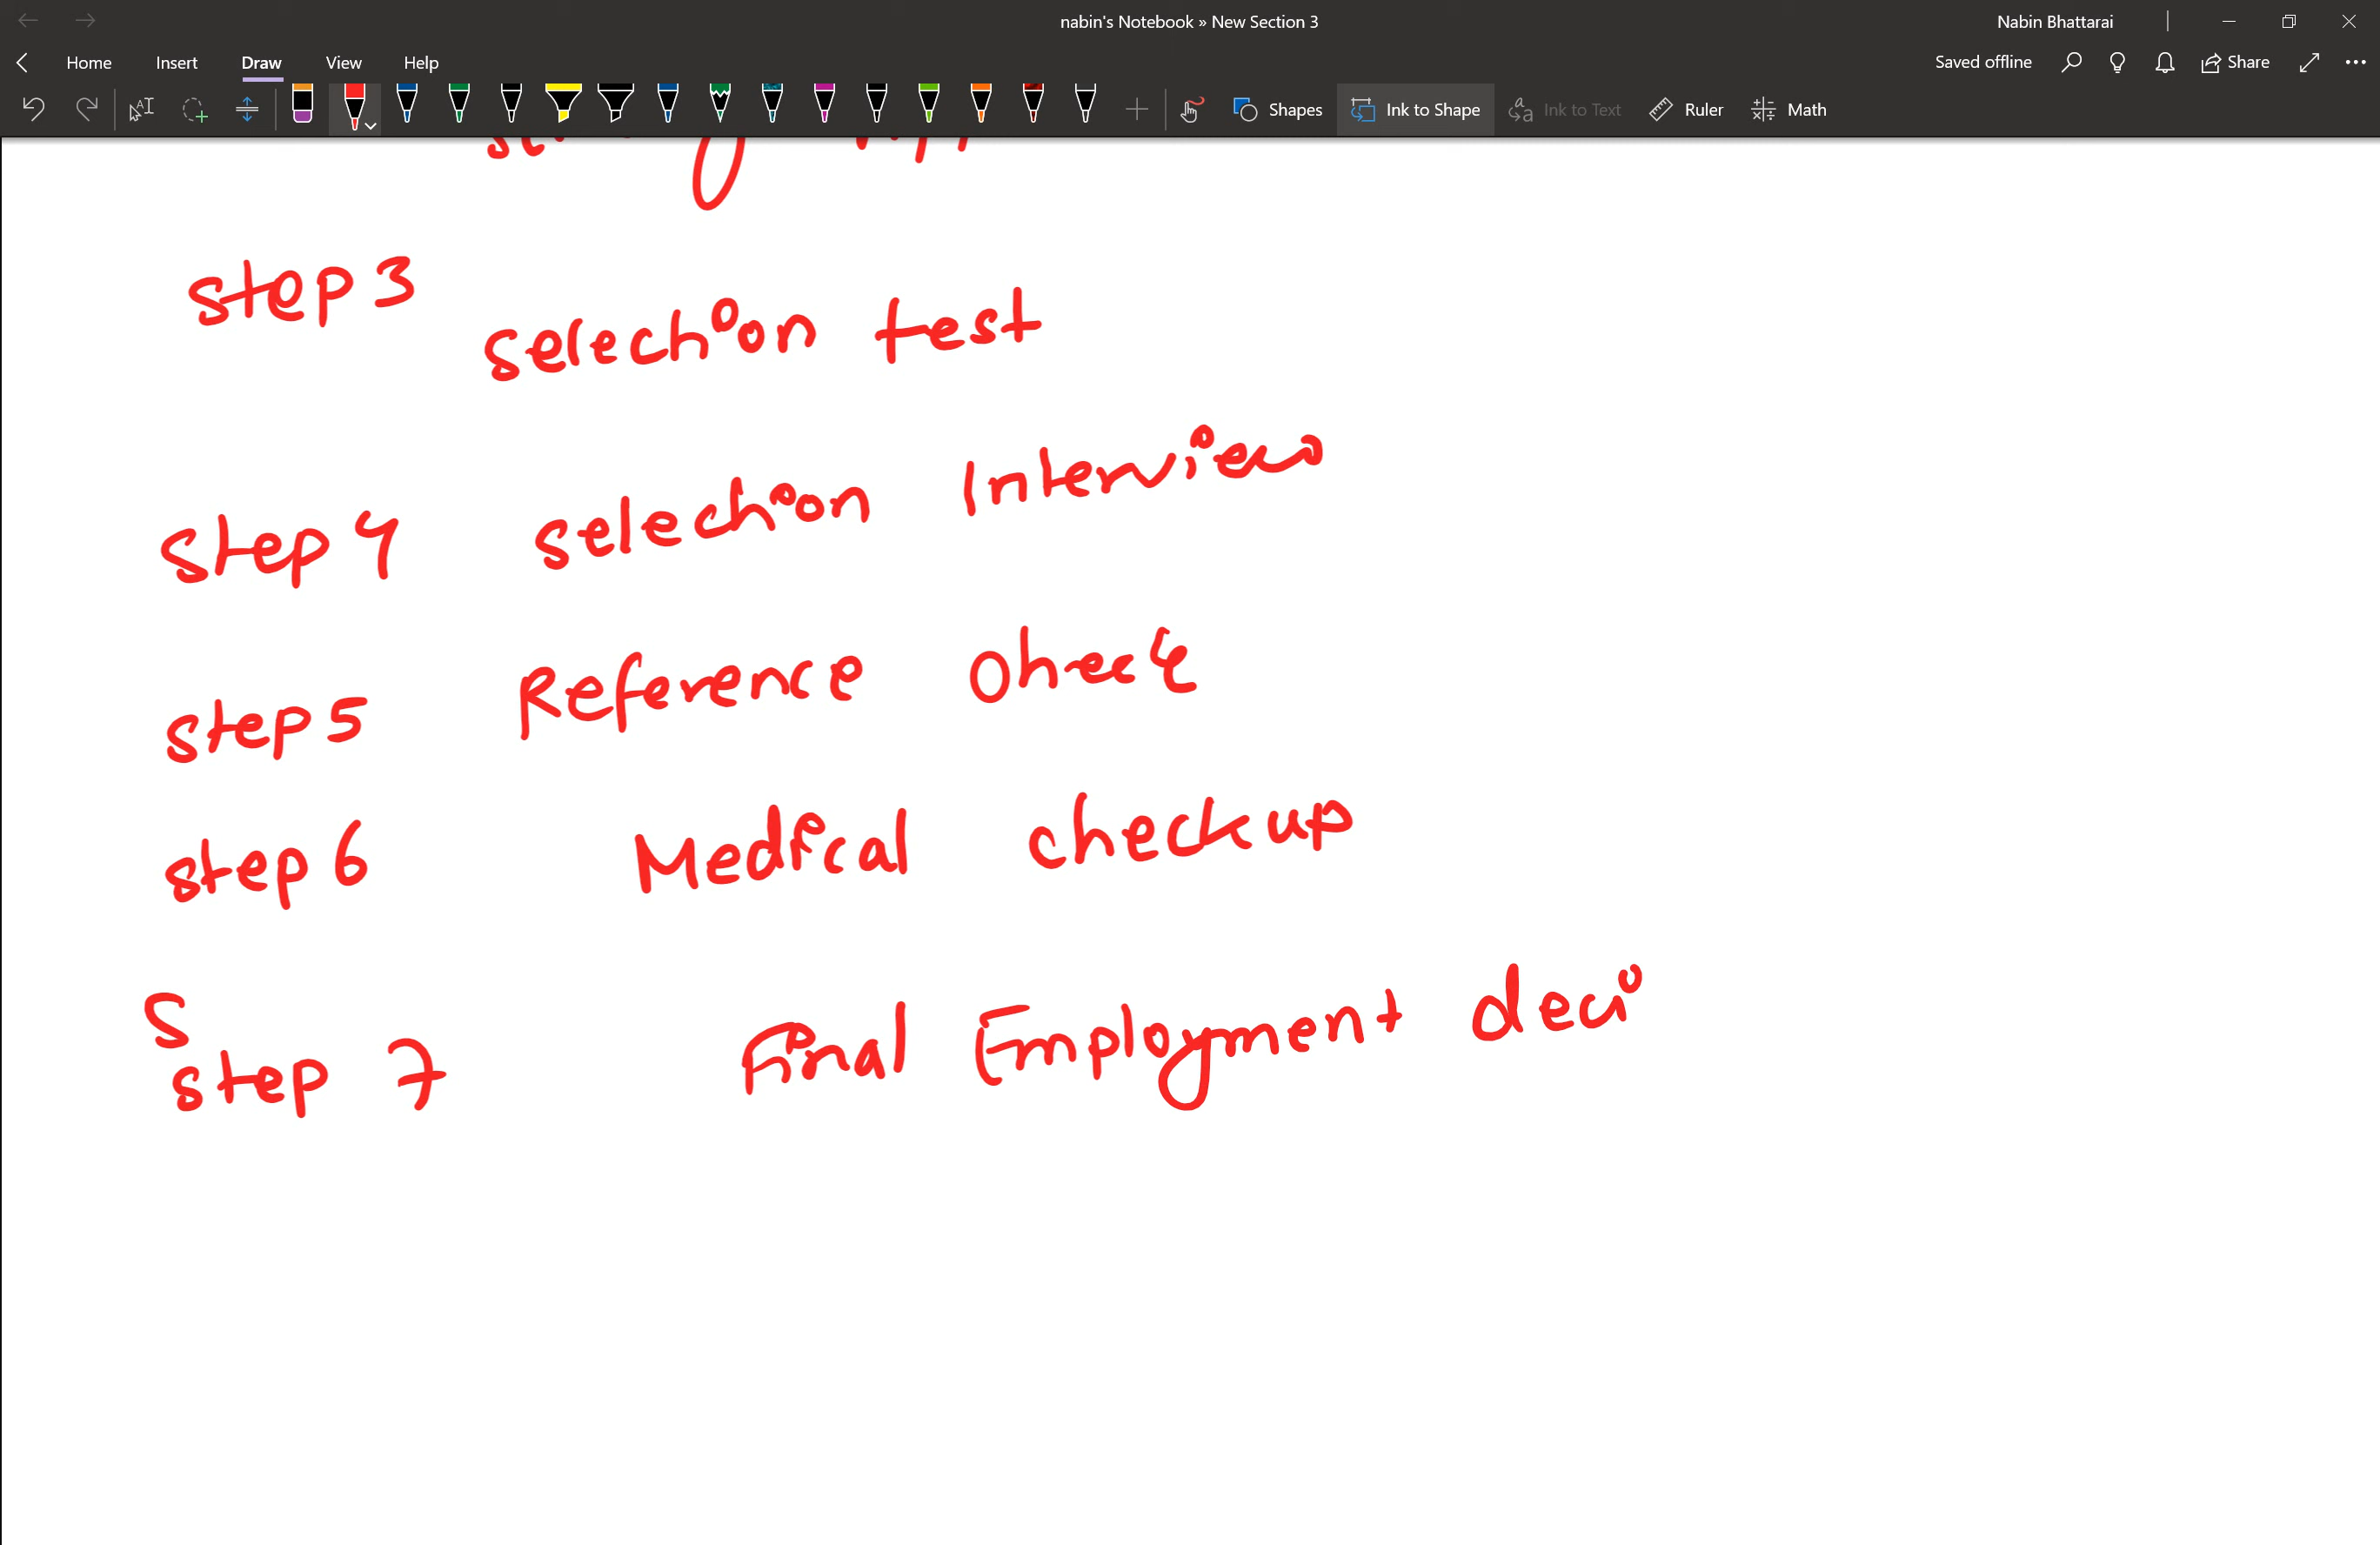 nabin's Notebook » New Section 3
Nabin Bhattarai
Home Insert Draw View Help
Saved offline
Share
Shapes
Ink to Shape
Ink to Text
Ruler
Math
step 3
selection test
step 4 selection Interview
step 5 Reference check
step 6 Medical checkup
S
step 7 Final Employment deci